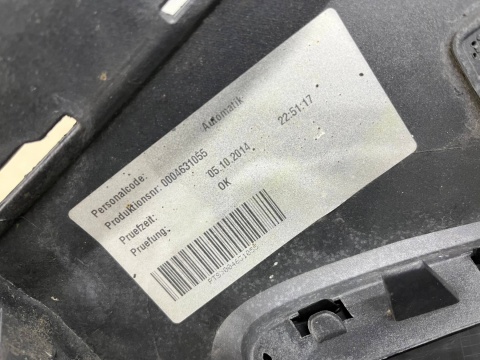 Personalcode: Automatik
Produktionsnr: 0004631055
Pruefzeit: 05.10.2014 22:51:17
Pruefung: OK